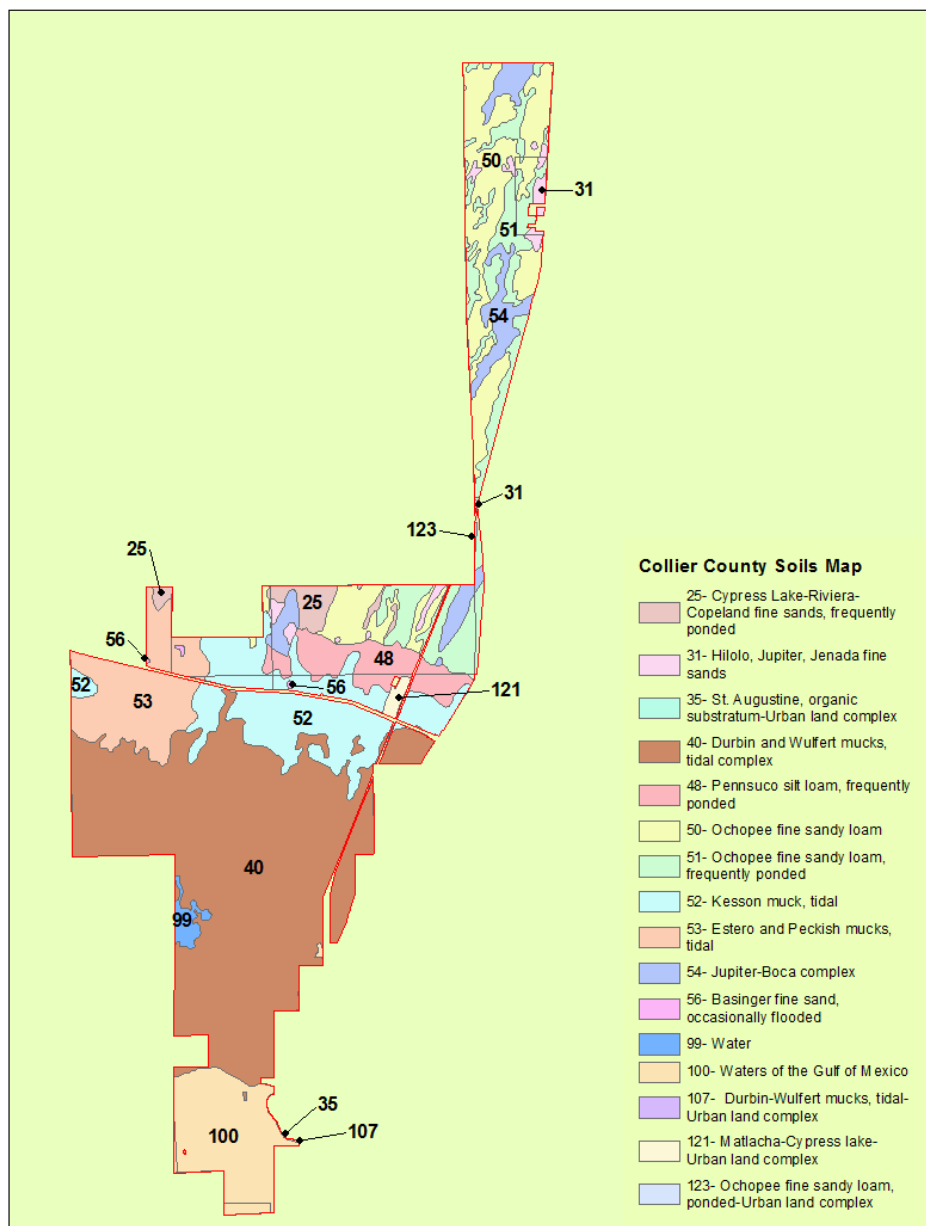 50
31
51
54
31
123
25
25
56
48
52
53
56
121
52
40
99
35
107
100
Collier County Soils Map
25- Cypress Lake-Riviera-
Copeland fine sands, frequently
ponded
31- Hilolo, Jupiter, Jenada fine
sands
35- St. Augustine, organic
substratum-Urban land complex
40- Durbin and Wulfert mucks,
tidal complex
48- Pennsuco silt loam, frequently
ponded
50- Ochopee fine sandy loam
51- Ochopee fine sandy loam,
frequently ponded
52- Kesson muck, tidal
53- Estero and Peckish mucks,
tidal
54- Jupiter-Boca complex
56- Basinger fine sand,
occasionally flooded
99- Water
100- Waters of the Gulf of Mexico
107- Durbin-Wulfert mucks, tidal-
Urban land complex
121- Matlacha-Cypress lake-
Urban land complex
123- Ochopee fine sandy loam,
ponded-Urban land complex